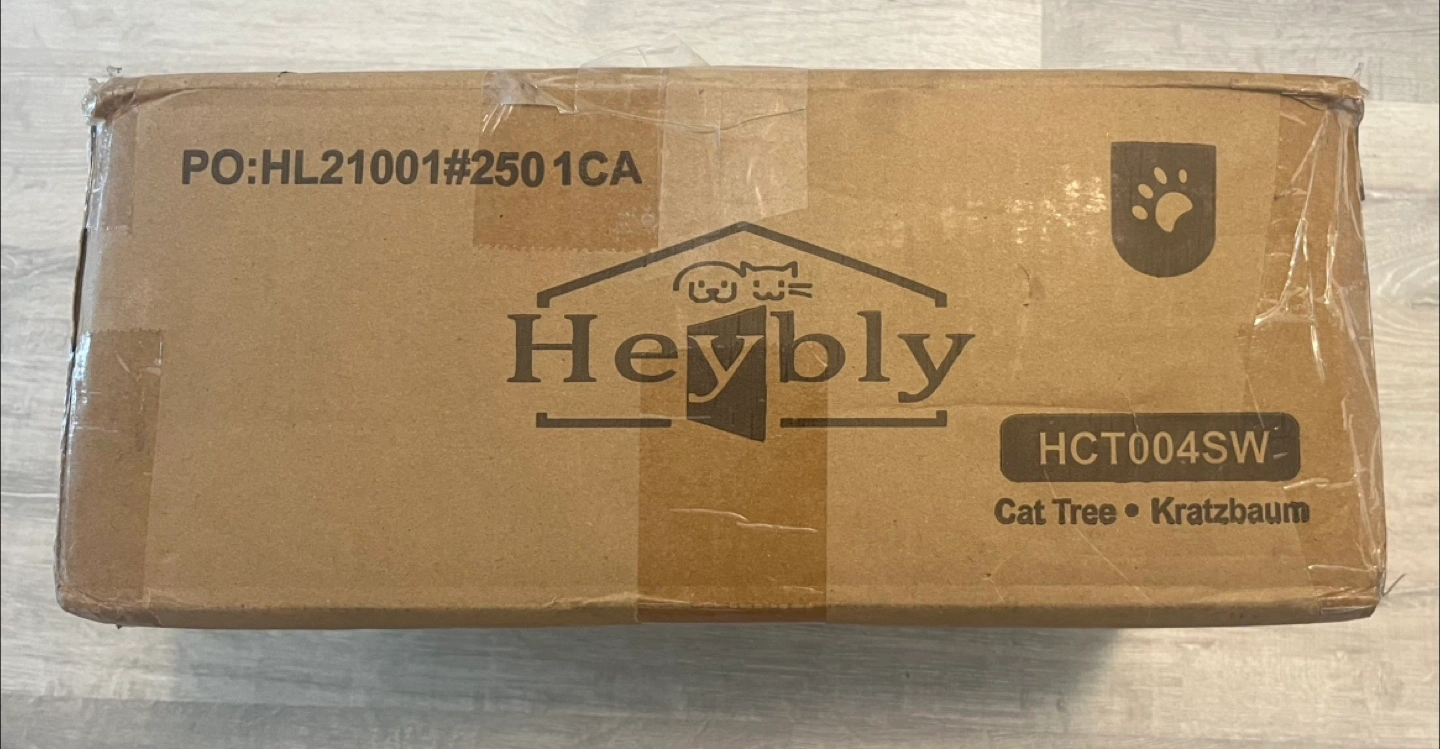 PO:HL21001#2501CA
Heybly
HCT004SW
Cat Tree • Kratzbaum